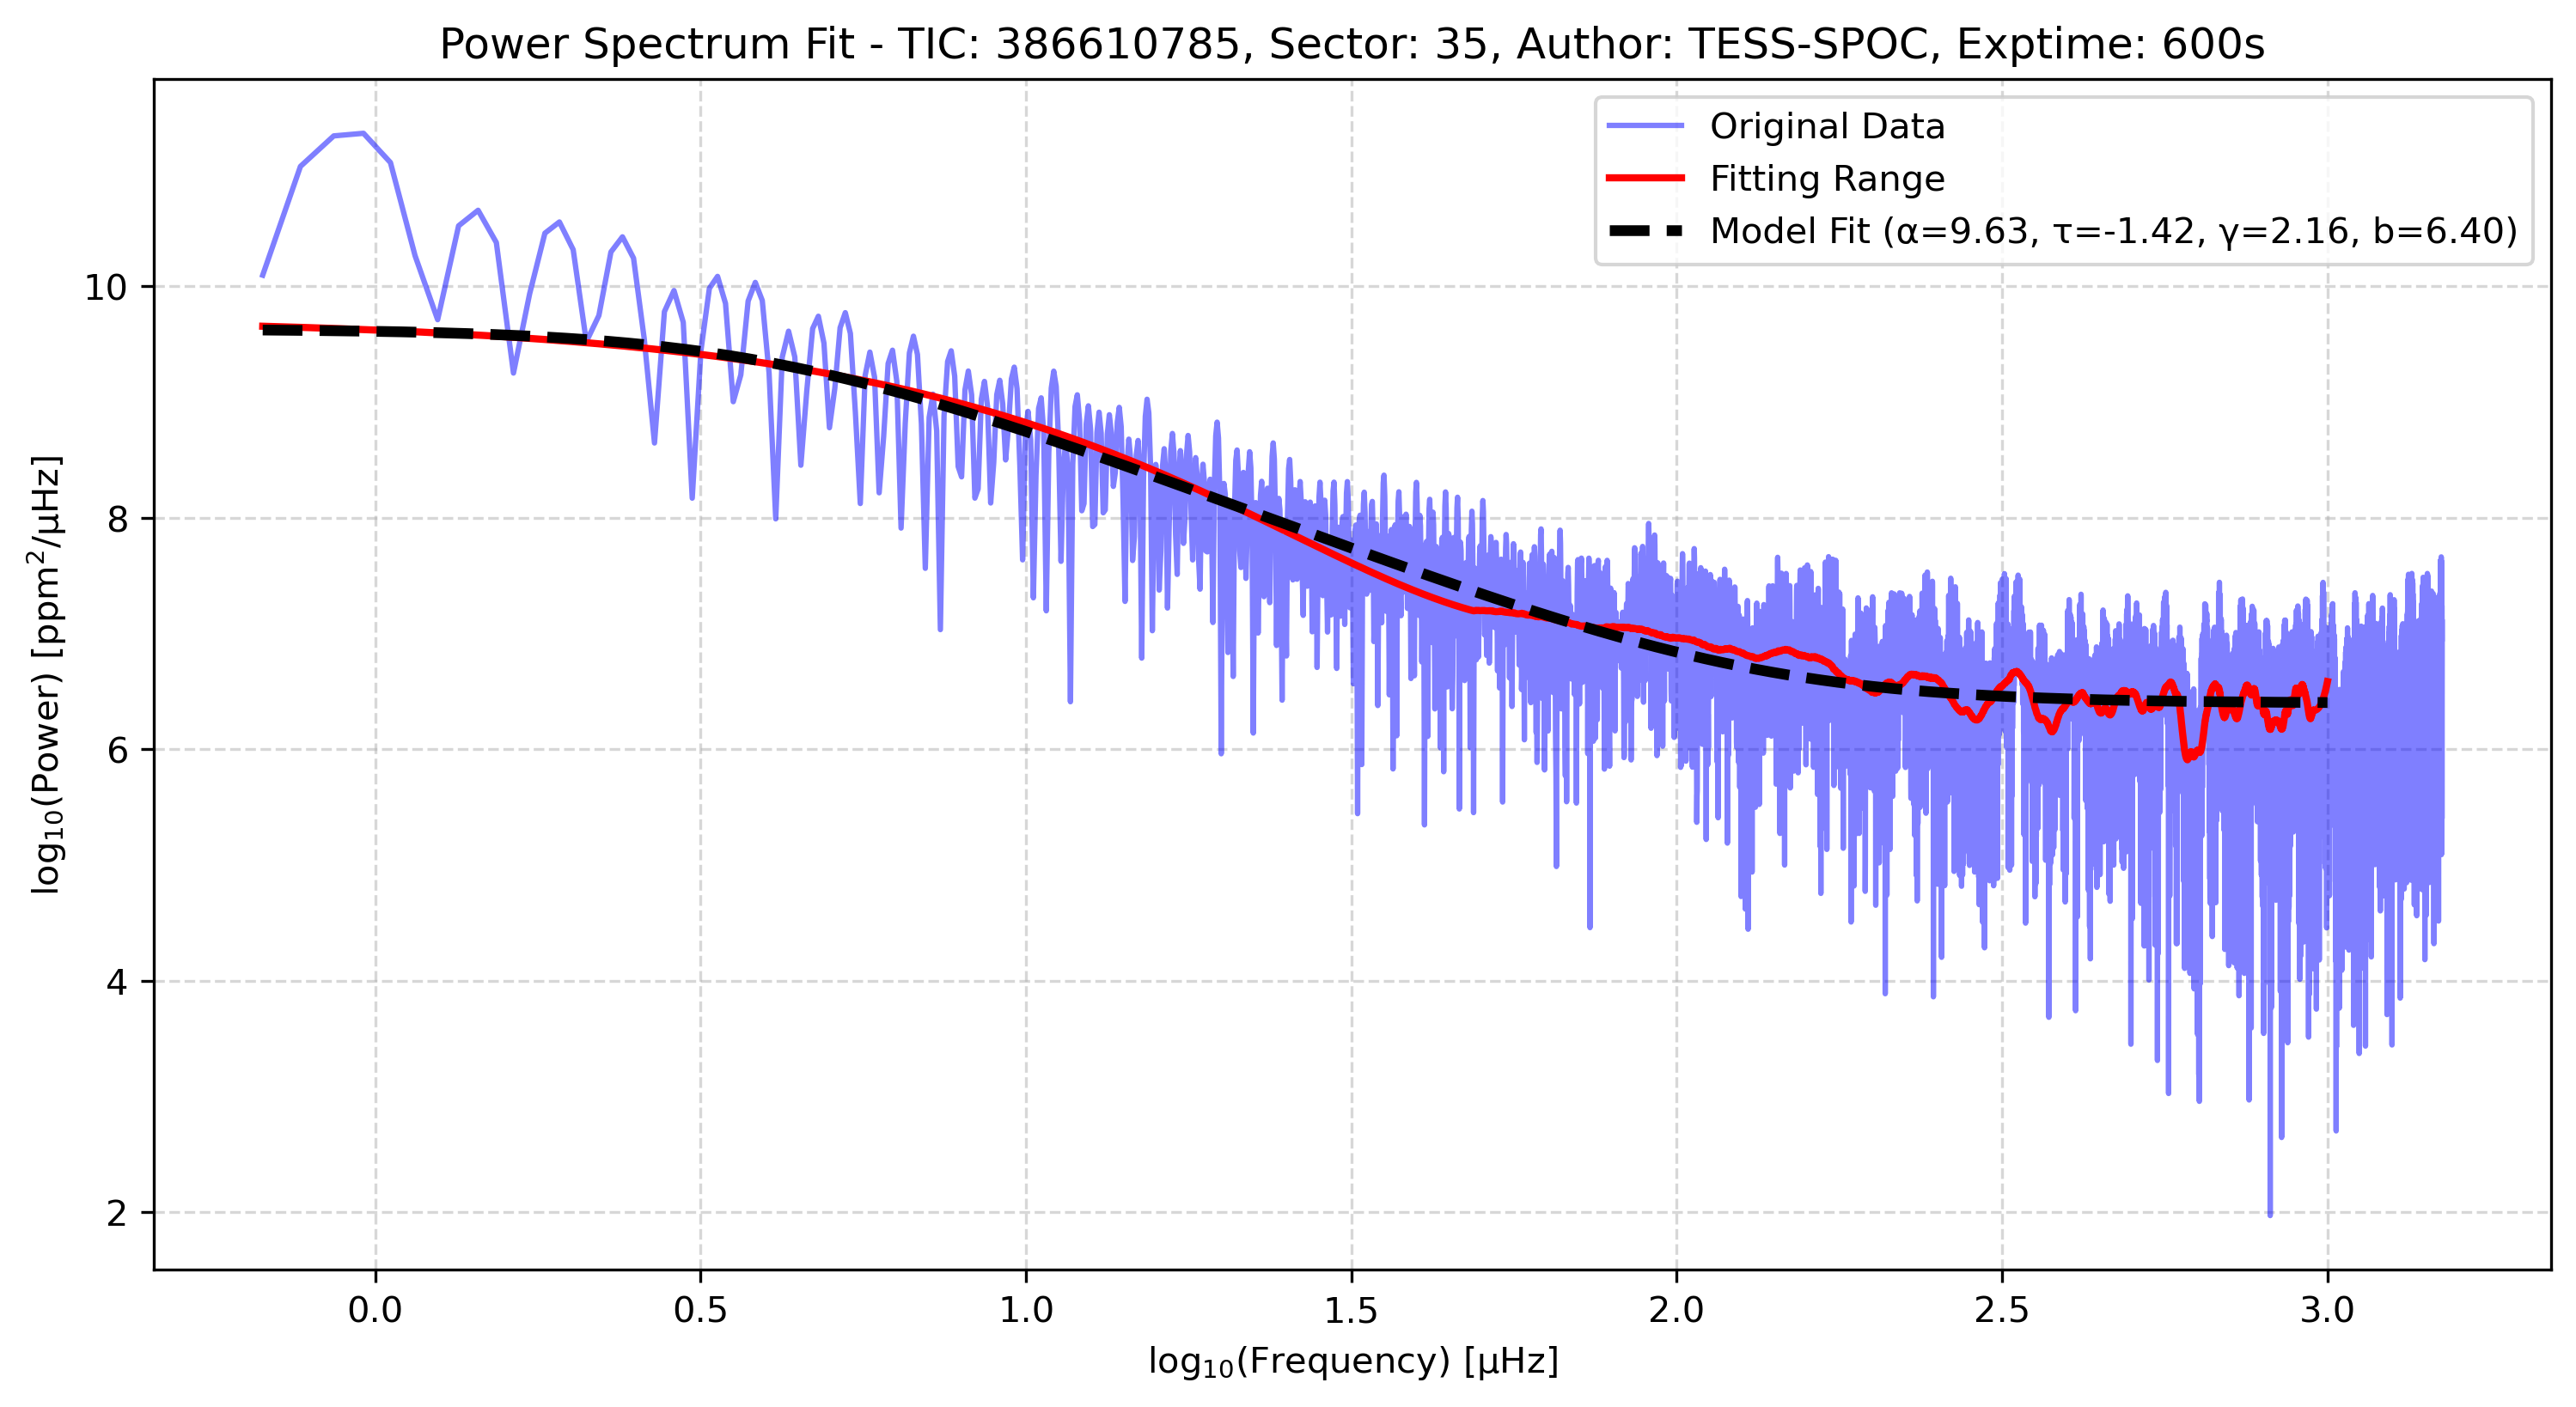 Power Spectrum Fit - TIC: 386610785, Sector: 35, Author: TESS-SPOC, Exptime: 600s
Original Data
Fitting Range
Model Fit (α=9.63, τ=-1.42, γ=2.16, b=6.40)
log₁₀(Power) [ppm²/μHz]
10
8
6
4
2
0.0 0.5 1.0 1.5 2.0 2.5 3.0
log₁₀(Frequency) [μHz]